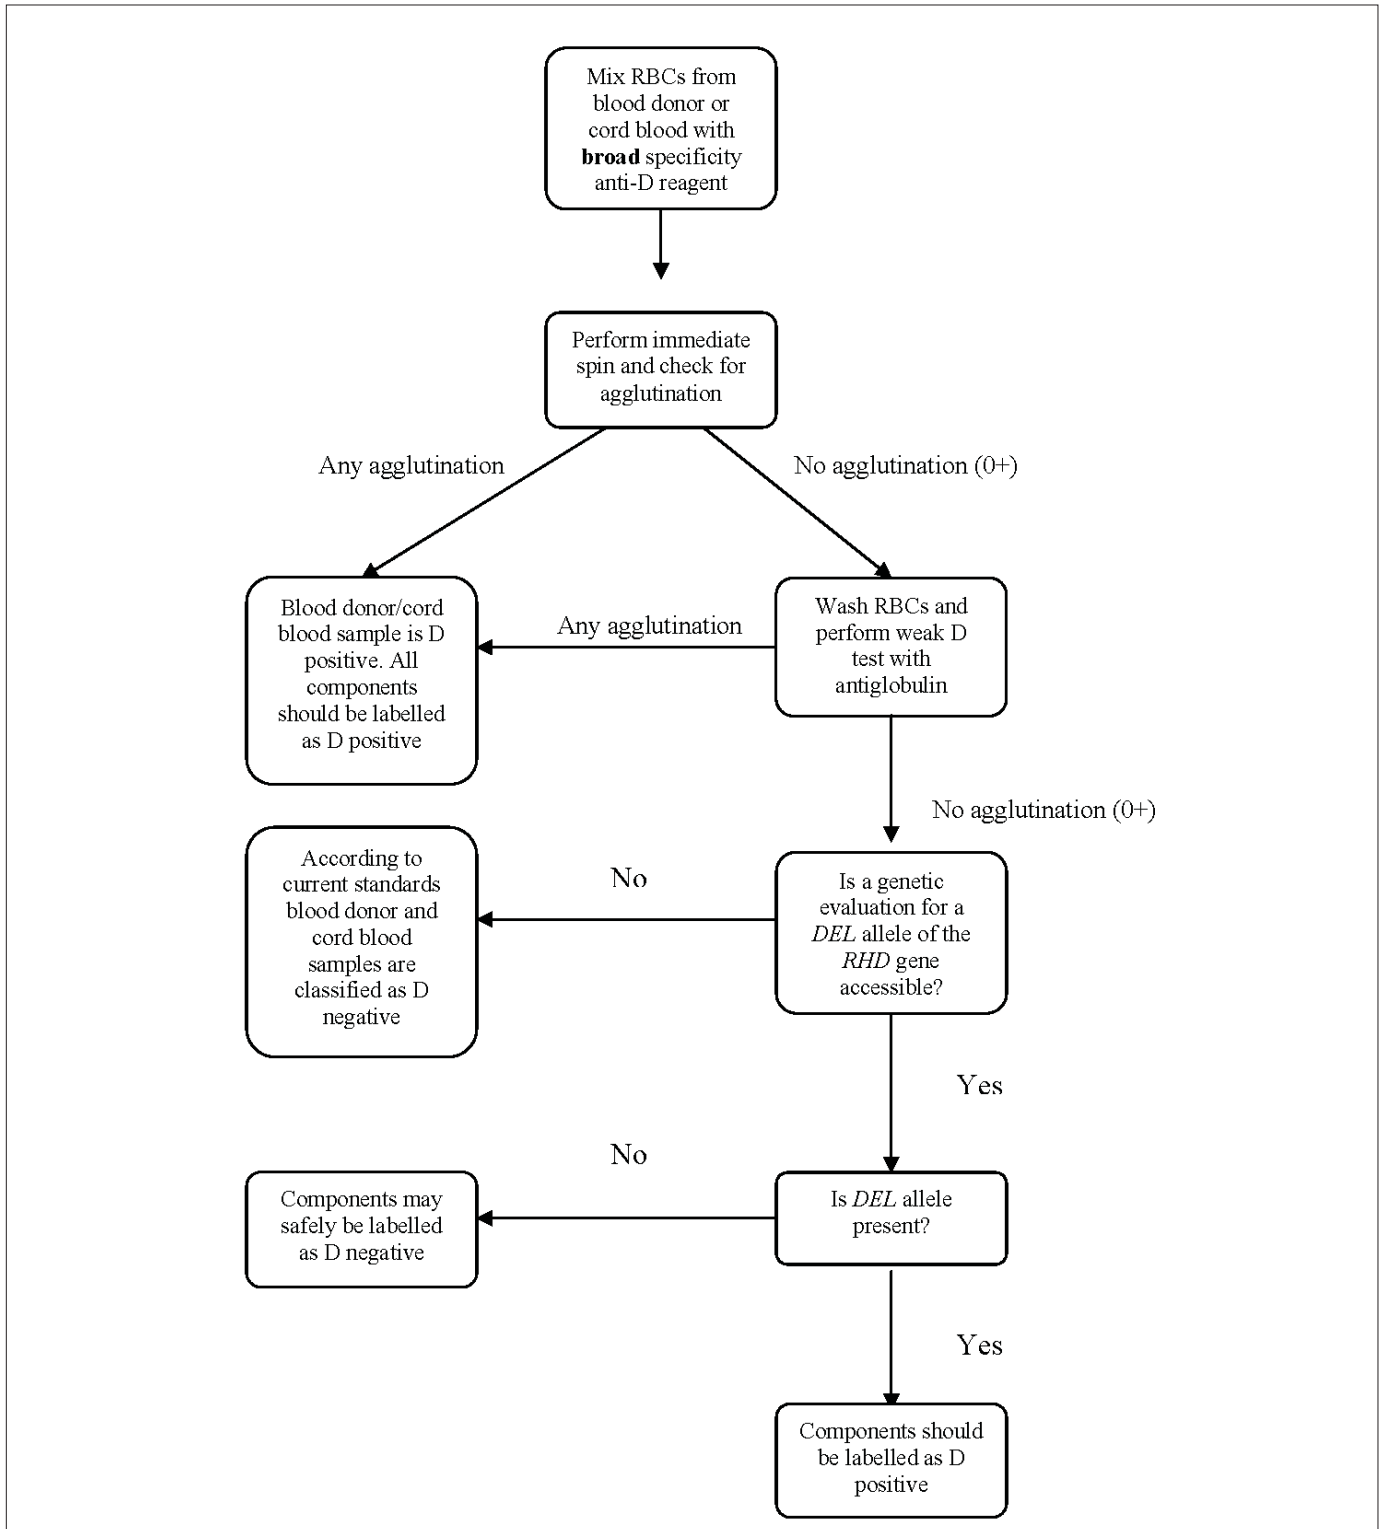 Mix RBCs from
blood donor or
cord blood with
broad specificity
anti-D reagent
Perform immediate
spin and check for
agglutination
Any agglutination
No agglutination (0+)
Blood donor/cord
blood sample is D
positive. All
components
should be labelled
as D positive
Any agglutination
Wash RBCs and
perform weak D
test with
antiglobulin
No agglutination (0+)
According to
current standards
blood donor and
cord blood
samples are
classified as D
negative
No
Is a genetic
evaluation for a
DEL allele of the
RHD gene
accessible?
Yes
No
Components may
safely be labelled
as D negative
Is DEL allele
present?
Yes
Components should
be labelled as D
positive